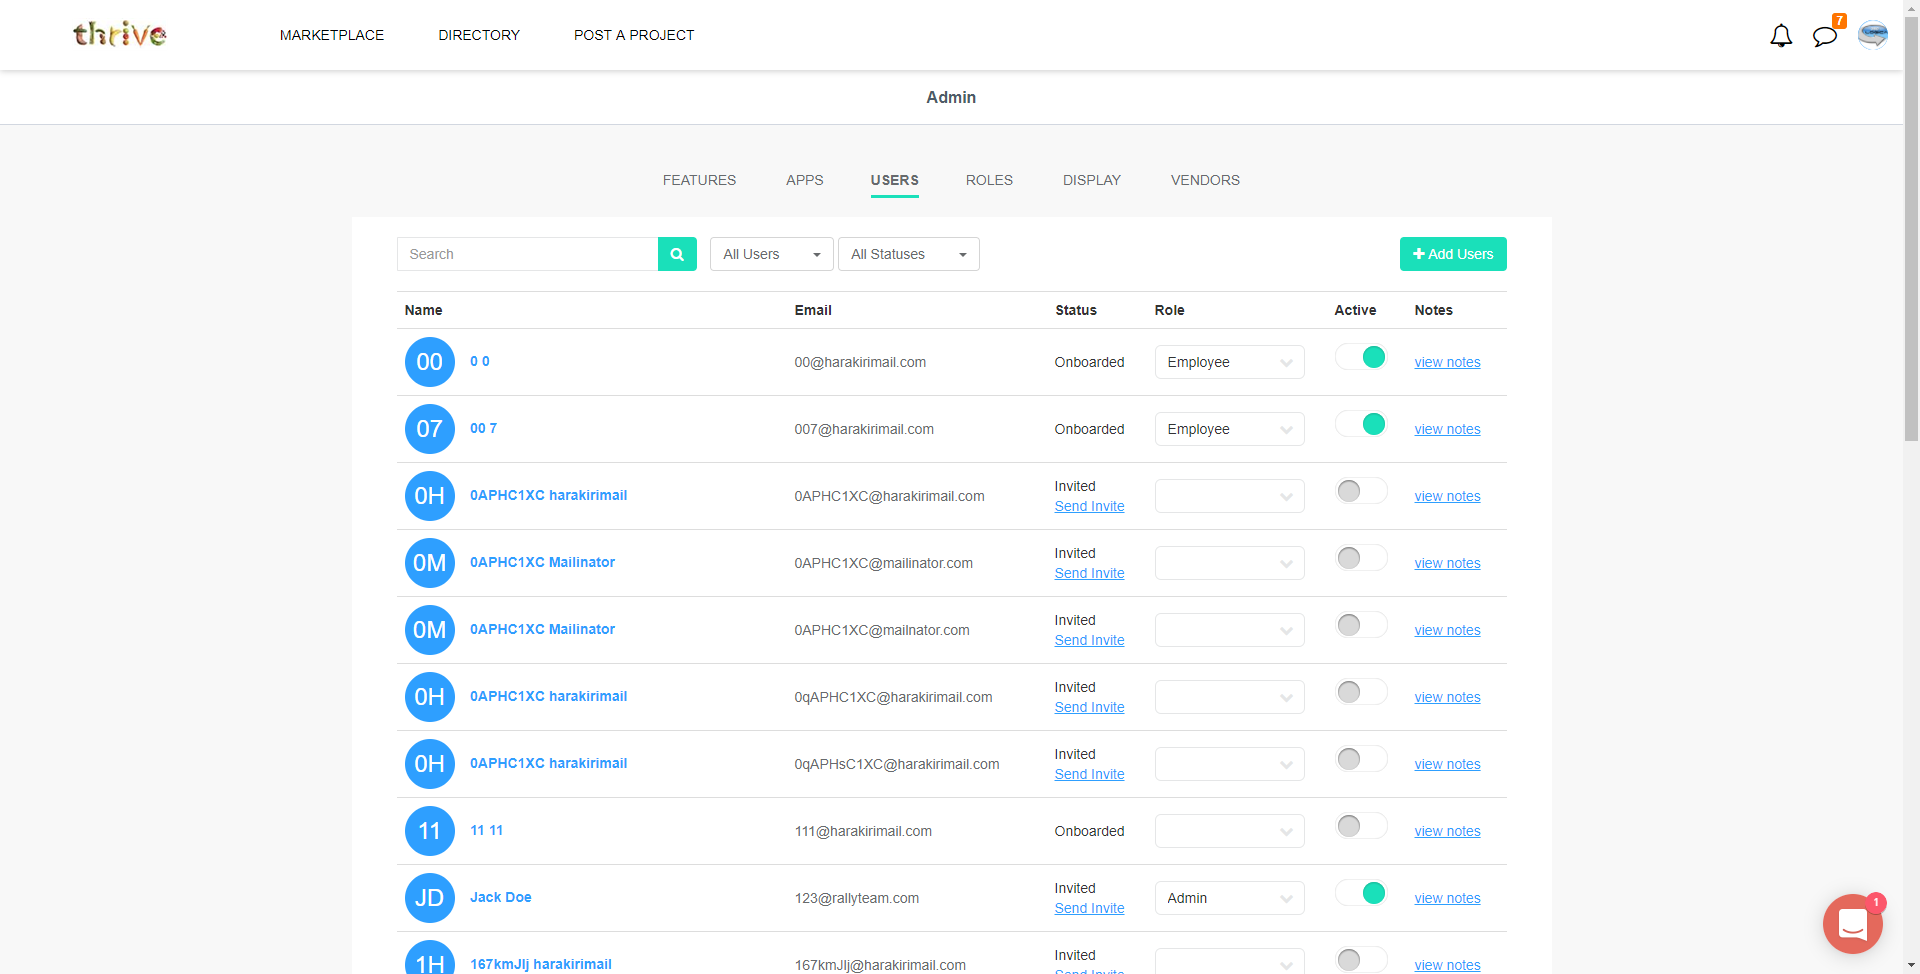 thrive MARKETPLACE DIRECTORY POST A PROJECT 7
Admin
FEATURES APPS USERS ROLES DISPLAY VENDORS
Search All Users All Statuses Add Users
Name Email Status Role Active Notes
00 0 0 00@harakirimail.com Onboarded Employee view notes
07 00 7 007@harakirimail.com Onboarded Employee view notes
0H 0APHC1XC harakirimail 0APHC1XC@harakirimail.com Invited view notes
Send Invite
0M 0APHC1XC Mailinator 0APHC1XC@mailinator.com Invited view notes
Send Invite
0M 0APHC1XC Mailinator 0APHC1XC@mailnator.com Invited view notes
Send Invite
0H 0APHC1XC harakirimail 0qAPHC1XC@harakirimail.com Invited view notes
Send Invite
0H 0APHC1XC harakirimail 0qAPHsC1XC@harakirimail.com Invited view notes
Send Invite
11 11 11 111@harakirimail.com Onboarded view notes
JD Jack Doe 123@rallyteam.com Invited Admin view notes
Send Invite
1
1H 167kmJlj harakirimail 167kmJlj@harakirimail.com Invited view notes
Send Invite